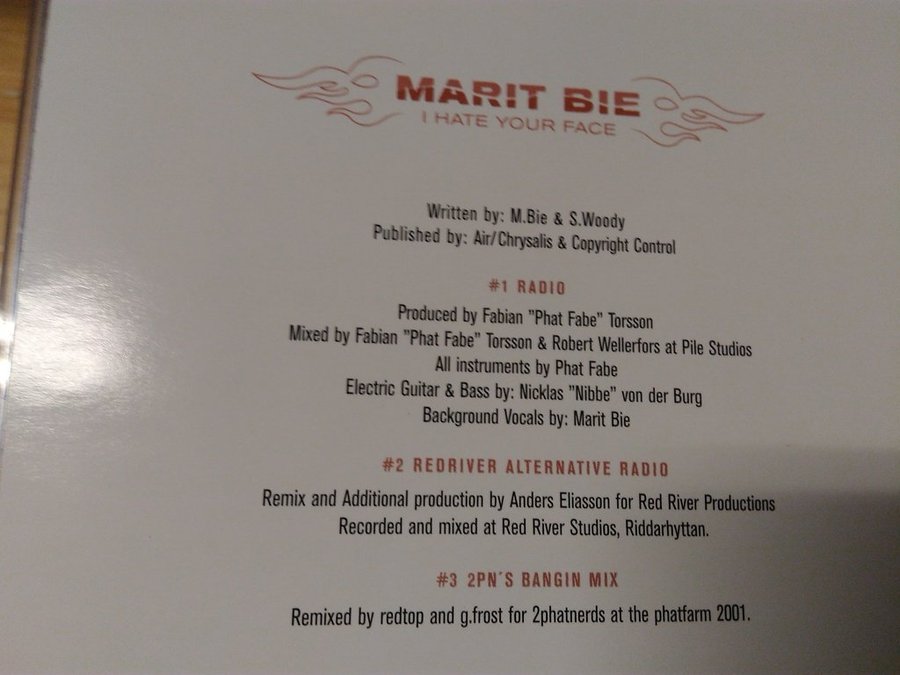 MARIT BIE
I HATE YOUR FACE
Written by: M.Bie & S.Woody
Published by: Air/Chrysalis & Copyright Control
#1 RADIO
Produced by Fabian "Phat Fabe" Torsson
Mixed by Fabian "Phat Fabe" Torsson & Robert Wellerfors at Pile Studios
All instruments by Phat Fabe
Electric Guitar & Bass by: Nicklas "Nibbe" von der Burg
Background Vocals by: Marit Bie
#2 REDRIVER ALTERNATIVE RADIO
Remix and Additional production by Anders Eliasson for Red River Productions
Recorded and mixed at Red River Studios, Riddarhyttan.
#3 2PN´S BANGIN MIX
Remixed by redtop and g.frost for 2phatnerds at the phatfarm 2001.